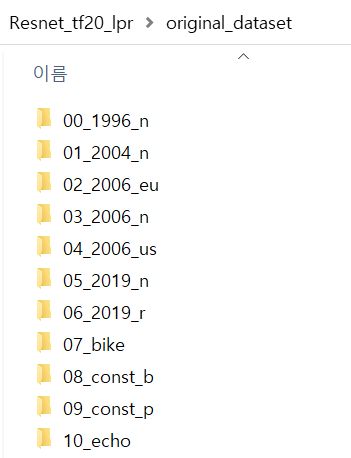 Resnet_tf20_lpr > original_dataset
이름
00_1996_n
01_2004_n
02_2006_eu
03_2006_n
04_2006_us
05_2019_n
06_2019_r
07_bike
08_const_b
09_const_p
10_echo